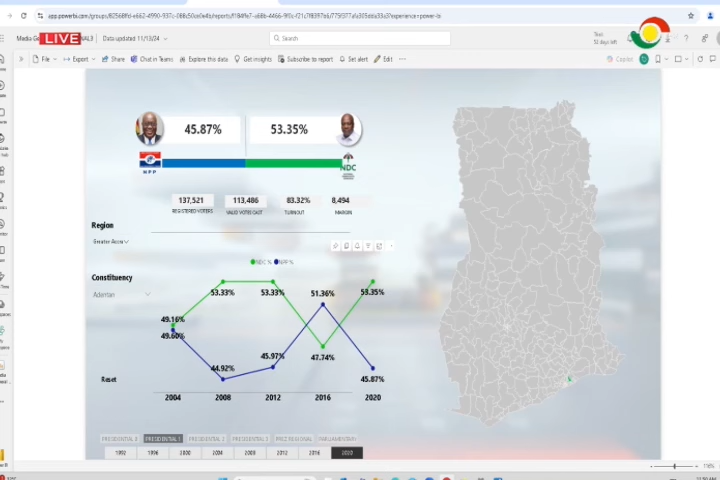 LIVE
Data updated 11/13/24
Search
52 days left
File
Export
Share
Chat in Teams
Explore this data
Get insights
Subscribe to report
Set alert
Edit
Copilot
45.87%
53.35%
NPP
NDC
137,521
113,486
83.32%
8,494
REGISTERED VOTERS
VALID VOTES CAST
TURNOUT
MARGIN
Region
Greater Accra
NDC % NPP %
Constituency
Adentan
49.16%
49.60%
53.33%
53.33%
51.36%
53.35%
44.92%
45.97%
47.74%
45.87%
Reset
2004
2008
2012
2016
2020
PRESIDENTIAL 1
PRESIDENTIAL 2
PRESIDENTIAL 3
PREZ REGIONAL
PARLIAMENTARY
1992
1996
2000
2004
2008
2012
2016
2020